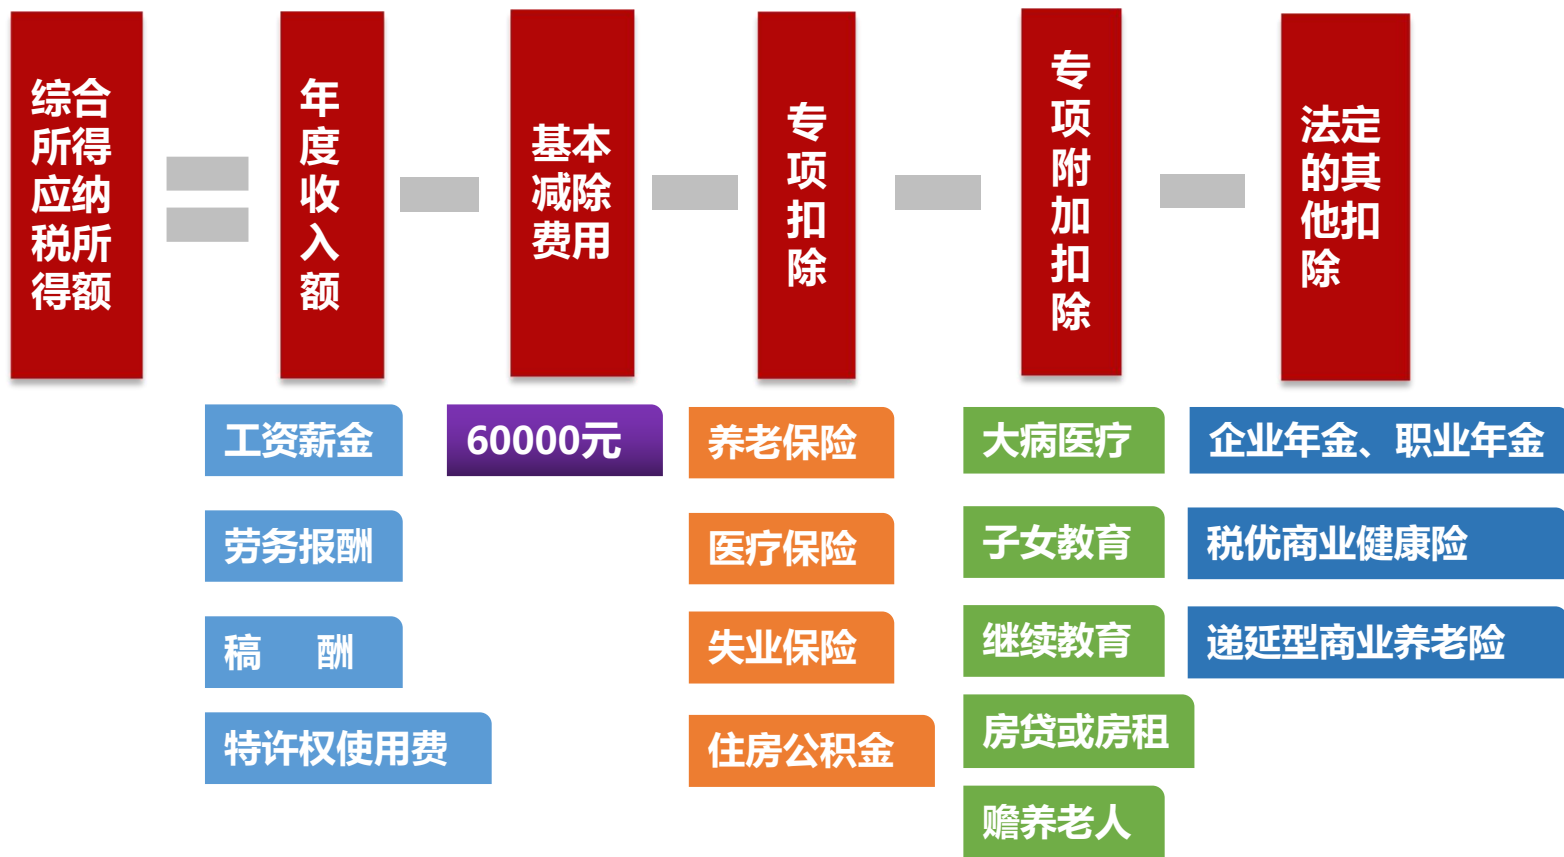 综合
所得
应纳
税所
得额
年
度
收
入
额
基本
减除
费用
专
项
扣
除
专
项
附
加
扣
除
法定
的其
他扣
除
工资薪金
劳务报酬
稿 酬
特许权使用费
60000元
养老保险
医疗保险
失业保险
住房公积金
大病医疗
子女教育
继续教育
房贷或房租
赡养老人
企业年金、职业年金
税优商业健康险
递延型商业养老险